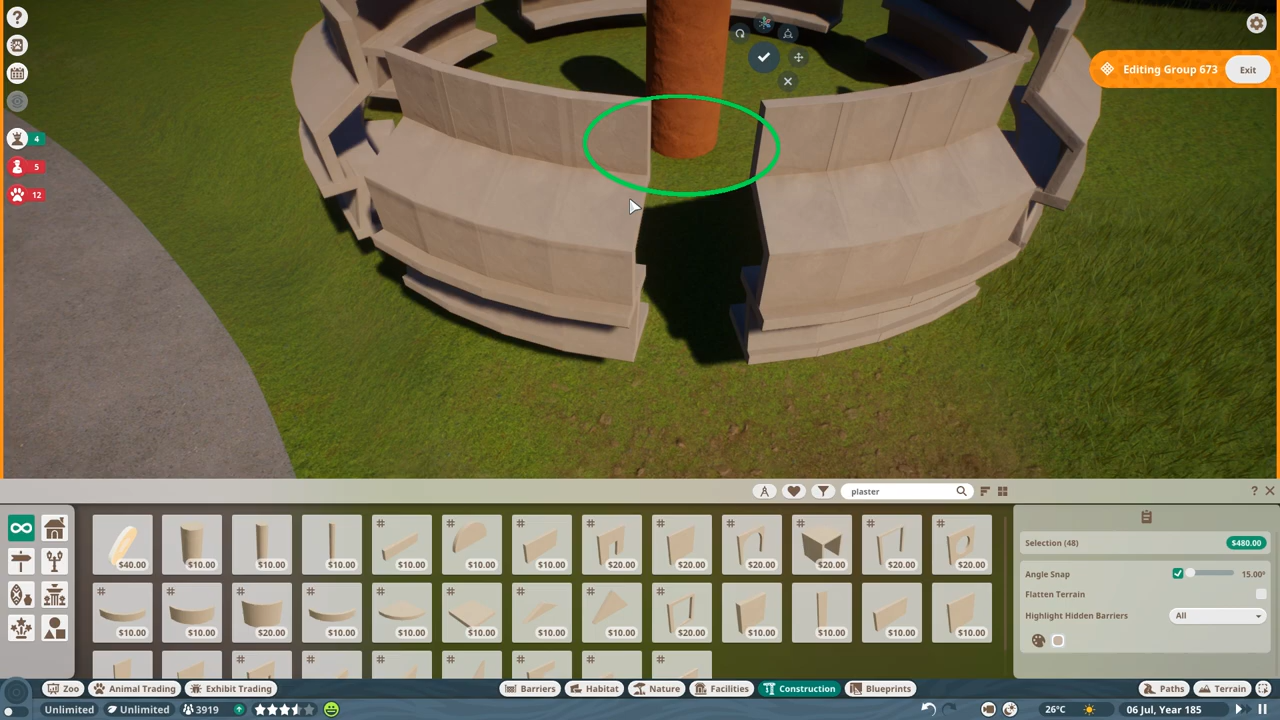 ?
4
5
12
Editing Group 673
Exit
plaster
?
$40.00
$10.00
$10.00
$10.00
$10.00
$10.00
$10.00
$20.00
$10.00
$20.00
$20.00
$20.00
$20.00
$10.00
$10.00
$20.00
$10.00
$10.00
$10.00
$10.00
$10.00
$20.00
$10.00
$10.00
$10.00
$10.00
Selection (48)
$480.00
Angle Snap
15.00°
Flatten Terrain
Highlight Hidden Barriers
All
Zoo
Animal Trading
Exhibit Trading
Barriers
Habitat
Nature
Facilities
Construction
Blueprints
Paths
Terrain
Unlimited
Unlimited
3919
26°C
06 Jul, Year 185